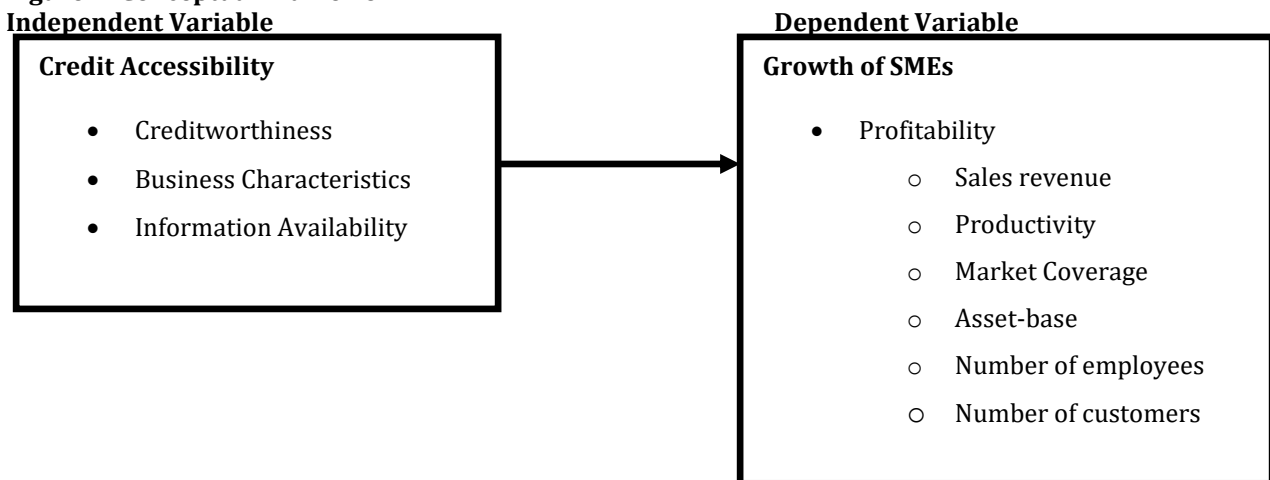 Independent Variable
Dependent Variable
Credit Accessibility
• Creditworthiness
• Business Characteristics
• Information Availability
Growth of SMEs
• Profitability
o Sales revenue
o Productivity
o Market Coverage
o Asset-base
o Number of employees
o Number of customers